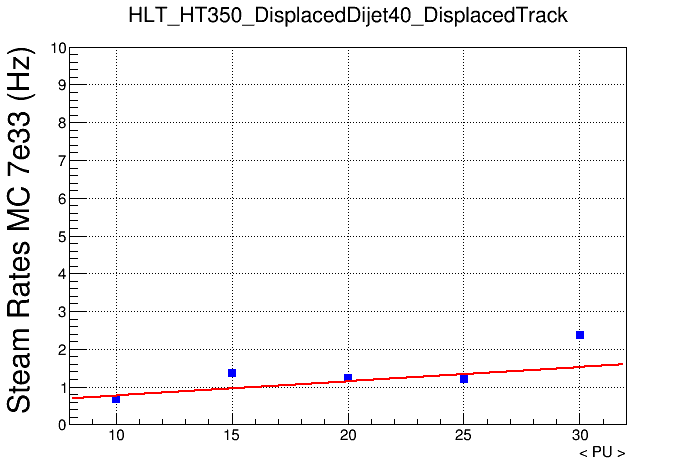 HLT_HT350_DisplacedDijet40_DisplacedTrack
Steam Rates MC 7e33 (Hz)
10
9
8
7
6
5
4
3
2
1
0
10 15 20 25 30
< PU >